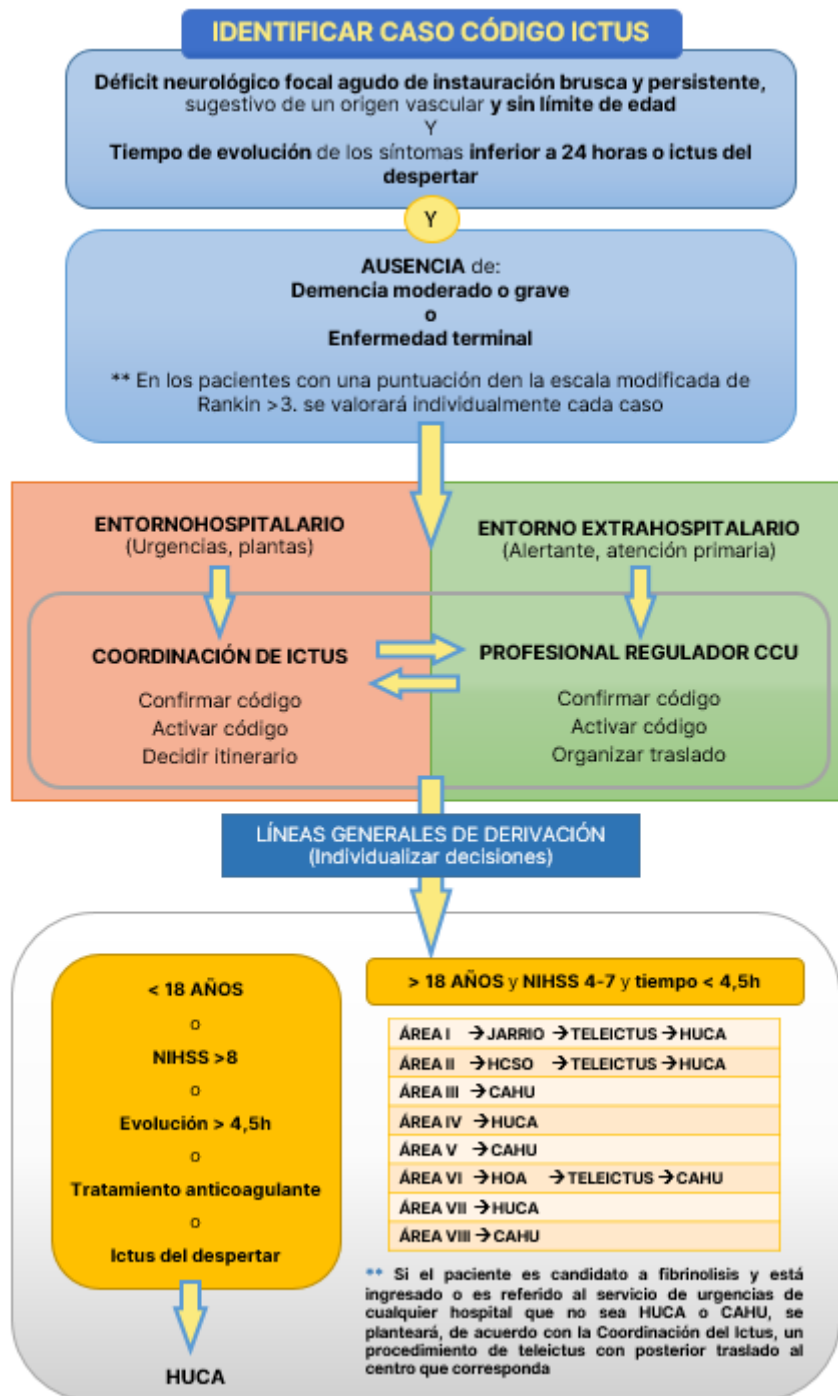 IDENTIFICAR CASO CÓDIGO ICTUS
Déficit neurológico focal agudo de instauración brusca y persistente,
sugestivo de un origen vascular y sin límite de edad
Y
Tiempo de evolución de los síntomas inferior a 24 horas o ictus del
despertar
Y
AUSENCIA de:
Demencia moderado o grave
o
Enfermedad terminal
** En los pacientes con una puntuación den la escala modificada de
Rankin >3. se valorará individualmente cada caso
ENTORNOHOSPITALARIO
(Urgencias, plantas)
COORDINACIÓN DE ICTUS
Confirmar código
Activar código
Decidir itinerario
ENTORNO EXTRAHOSPITALARIO
(Alertante, atención primaria)
PROFESIONAL REGULADOR CCU
Confirmar código
Activar código
Organizar traslado
LÍNEAS GENERALES DE DERIVACIÓN
(Individualizar decisiones)
< 18 AÑOS
o
NIHSS >8
o
Evolución > 4,5h
o
Tratamiento anticoagulante
o
Ictus del despertar
HUCA
> 18 AÑOS y NIHSS 4-7 y tiempo < 4,5h
ÁREA I →JARRIO →TELEICTUS →HUCA
ÁREA II →HCSO →TELEICTUS →HUCA
ÁREA III →CAHU
ÁREA IV →HUCA
ÁREA V →CAHU
ÁREA VI →HOA →TELEICTUS →CAHU
ÁREA VII →HUCA
ÁREA VIII →CAHU
** Si el paciente es candidato a fibrinolisis y está
ingresado o es referido al servicio de urgencias de
cualquier hospital que no sea HUCA o CAHU, se
planteará, de acuerdo con la Coordinación del Ictus, un
procedimiento de teleictus con posterior traslado al
centro que corresponda